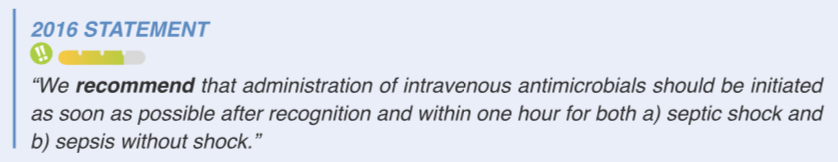 2016 STATEMENT
!!
“We recommend that administration of intravenous antimicrobials should be initiated
as soon as possible after recognition and within one hour for both a) septic shock and
b) sepsis without shock.”